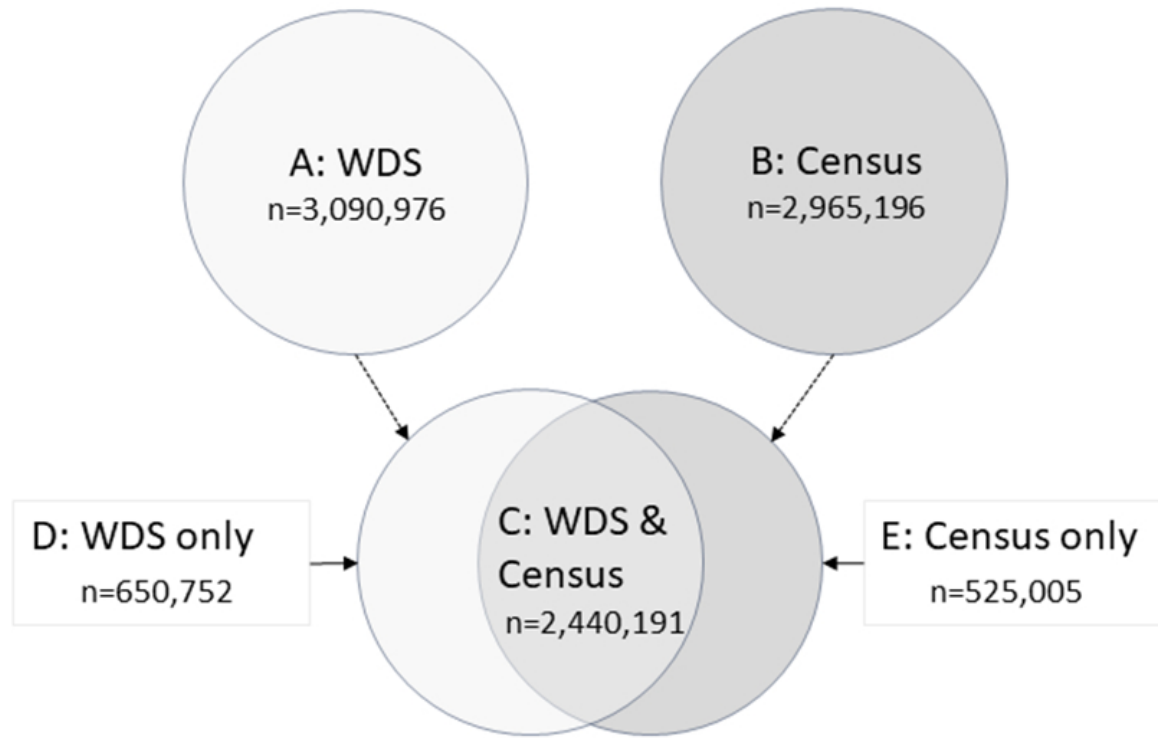 A: WDS
n=3,090,976
B: Census
n=2,965,196
C: WDS &
Census
n=2,440,191
D: WDS only
n=650,752
E: Census only
n=525,005